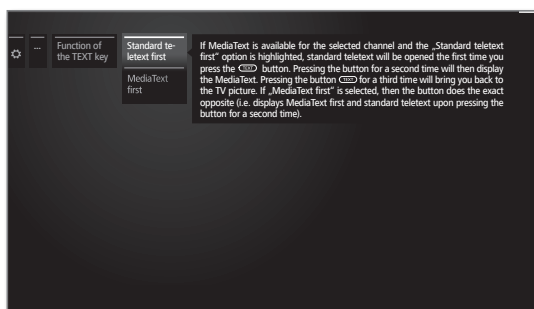 ...
Function of
the TEXT key
Standard te-
letext first
MediaText
first
If MediaText is available for the selected channel and the „Standard teletext
first" option is highlighted, standard teletext will be opened the first time you
press the TEXT button. Pressing the button for a second time will then display
the MediaText. Pressing the button TEXT for a third time will bring you back to
the TV picture. If „MediaText first" is selected, then the button does the exact
opposite (i.e. displays MediaText first and standard teletext upon pressing the
button for a second time).